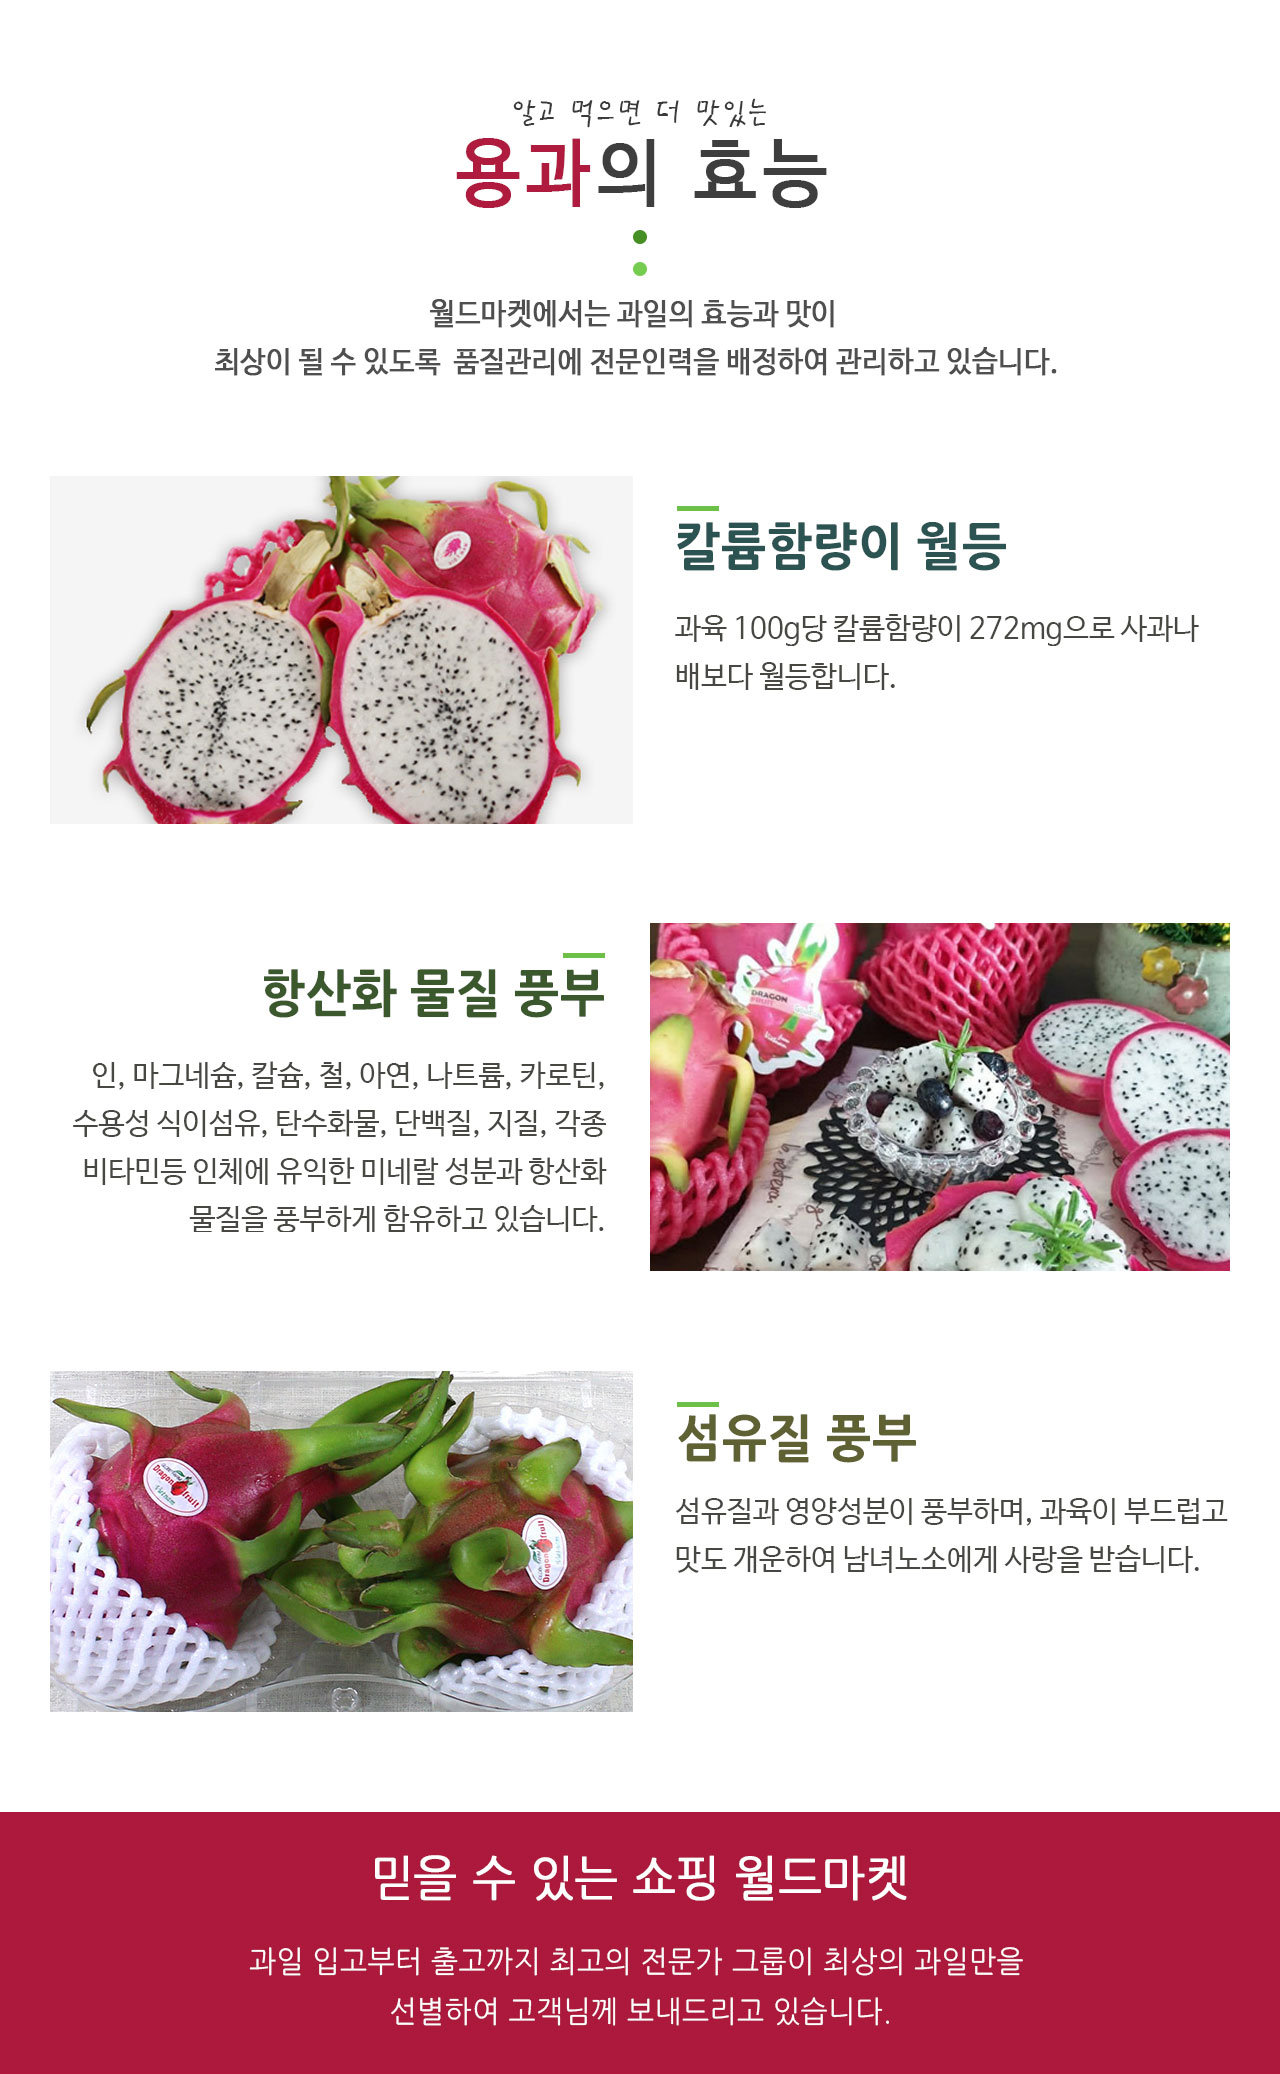 알고 먹으면 더 맛있는
용과의 효능
월드마켓에서는 과일의 효능과 맛이
최상이 될 수 있도록 품질관리에 전문인력을 배정하여 관리하고 있습니다.
칼륨함량이 월등
과육 100g당 칼륨함량이 272mg으로 사과나
배보다 월등합니다.
항산화 물질 풍부
인, 마그네슘, 칼슘, 철, 아연, 나트륨, 카로틴,
수용성 식이섬유, 탄수화물, 단백질, 지질, 각종
비타민등 인체에 유익한 미네랄 성분과 항산화
물질을 풍부하게 함유하고 있습니다.
DRAGON
FRUIT
섬유질 풍부
섬유질과 영양성분이 풍부하며, 과육이 부드럽고
맛도 개운하여 남녀노소에게 사랑을 받습니다.
Dragon fruit
Vietnam
Dragon fruit
믿을 수 있는 쇼핑 월드마켓
과일 입고부터 출고까지 최고의 전문가 그룹이 최상의 과일만을
선별하여 고객님께 보내드리고 있습니다.